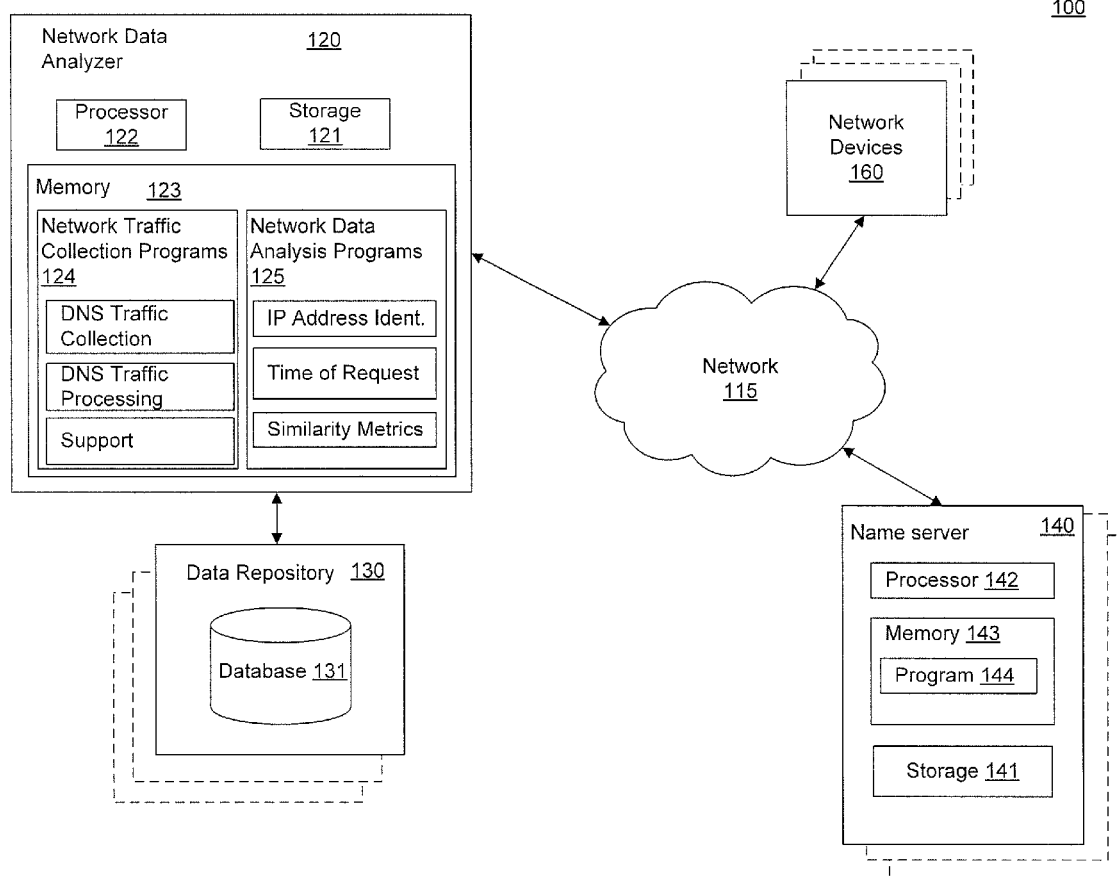 100
Network Data
Analyzer
120
Processor
122
Storage
121
Memory 123
Network Traffic
Collection Programs
124
DNS Traffic
Collection
DNS Traffic
Processing
Support
Network Data
Analysis Programs
125
IP Address Ident.
Time of Request
Similarity Metrics
Network
Devices
160
Network
115
Data Repository 130
Database 131
Name server 140
Processor 142
Memory 143
Program 144
Storage 141